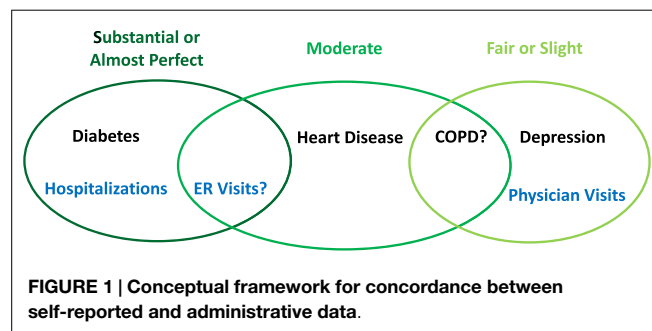 Substantial or
Almost Perfect
Moderate
Fair or Slight
Diabetes
Heart Disease
COPD?
Depression
Hospitalizations
ER Visits?
Physician Visits
FIGURE 1 | Conceptual framework for concordance between
self-reported and administrative data.